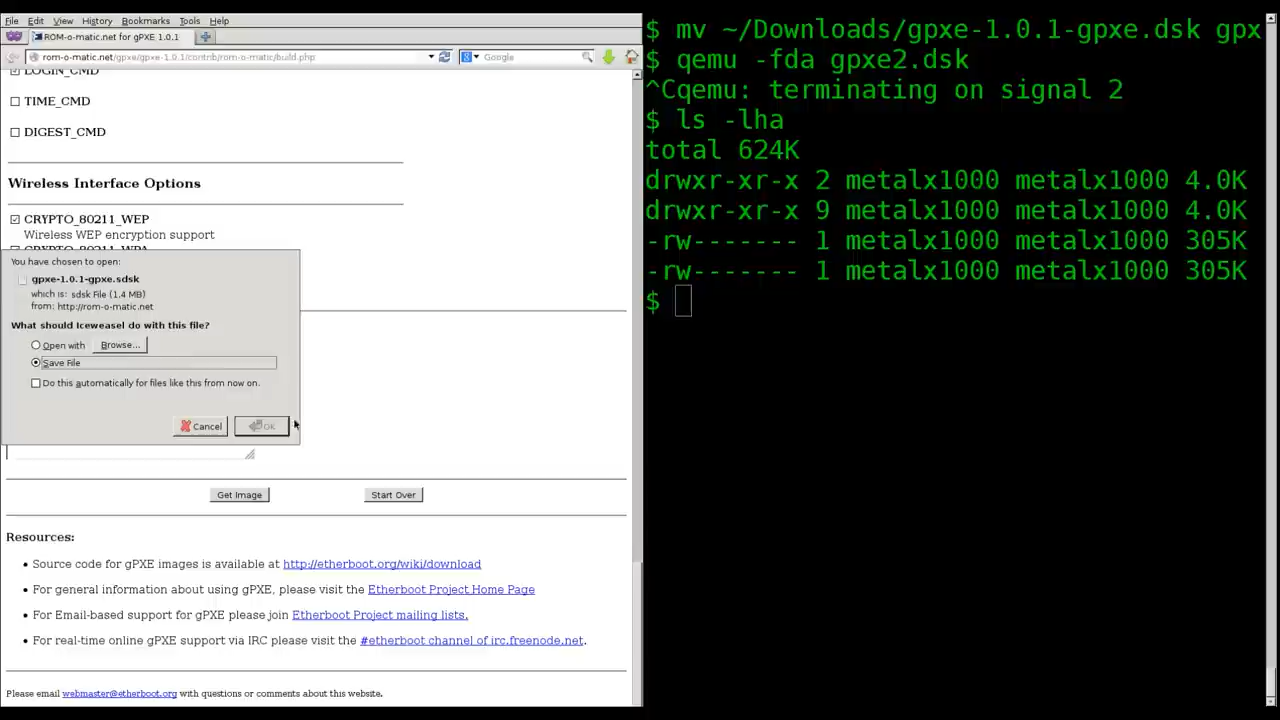 File Edit View History Bookmarks Tools Help
ROM-o-matic.net for gPXE 1.0.1
rom-o-matic.net/gpxe/gpxe-1.0.1/contrib/rom-o-matic/build.php
Google
LOGIN_CMD
TIME_CMD
DIGEST_CMD
Wireless Interface Options
CRYPTO_80211_WEP
Wireless WEP encryption support
CRYPTO_80211_WPA
You have chosen to open:
gpxe-1.0.1-gpxe.sdsk
which is: sdsk File (1.4 MB)
from: http://rom-o-matic.net
What should Iceweasel do with this file?
Open with Browse...
Save File
Do this automatically for files like this from now on.
Cancel OK
Get Image Start Over
Resources:
Source code for gPXE images is available at http://etherboot.org/wiki/download
For general information about using gPXE, please visit the Etherboot Project Home Page
For Email-based support for gPXE please join Etherboot Project mailing lists.
For real-time online gPXE support via IRC please visit the #etherboot channel of irc.freenode.net.
Please email webmaster@etherboot.org with questions or comments about this website.
$ mv ~/Downloads/gpxe-1.0.1-gpxe.dsk gpx
$ qemu -fda gpxe2.dsk
^Cqemu: terminating on signal 2
$ ls -lha
total 624K
drwxr-xr-x 2 metalx1000 metalx1000 4.0K
drwxr-xr-x 9 metalx1000 metalx1000 4.0K
-rw------- 1 metalx1000 metalx1000 305K
-rw------- 1 metalx1000 metalx1000 305K
$